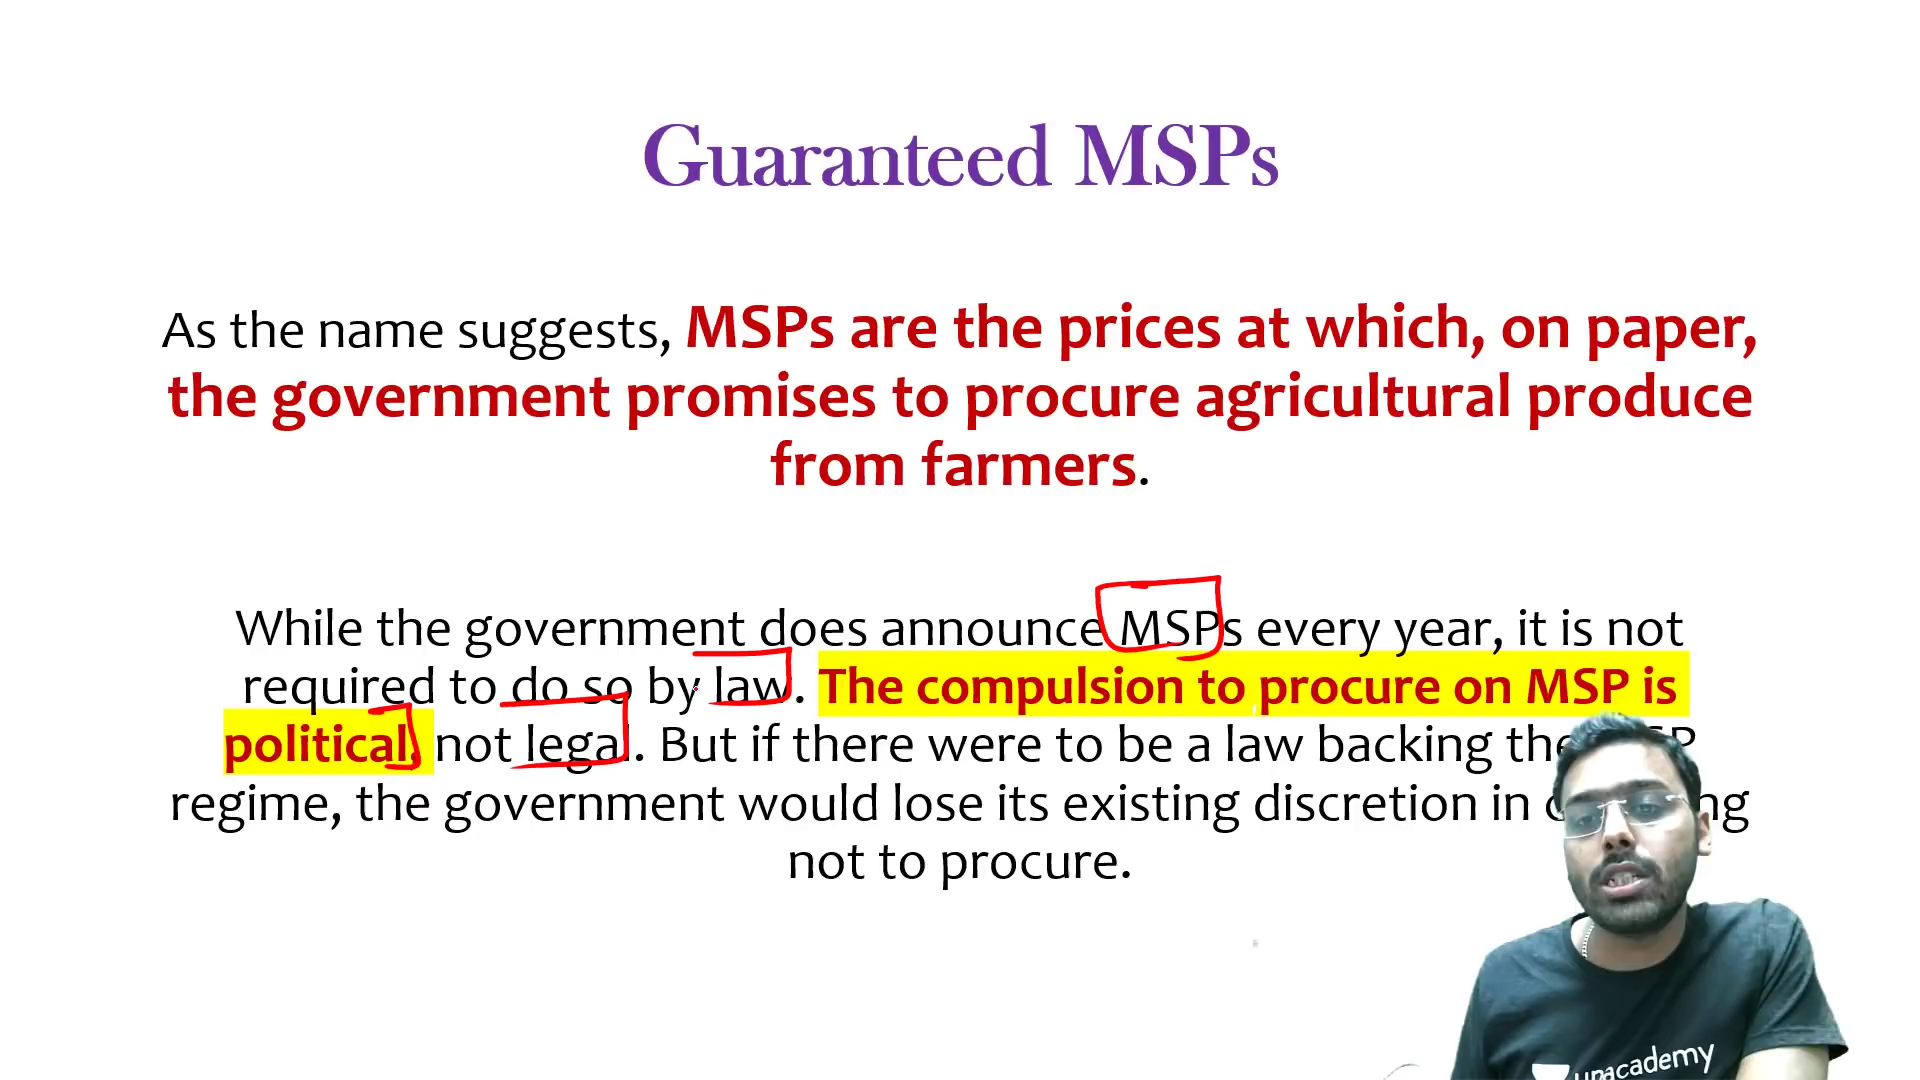 Guaranteed MSPs
As the name suggests, MSPs are the prices at which, on paper,
the government promises to procure agricultural produce
from farmers.
While the government does announce MSPs every year, it is not
required to do so by law. The compulsion to procure on MSP is
political, not legal. But if there were to be a law backing the
regime, the government would lose its existing discretion in
not to procure.
unacademy